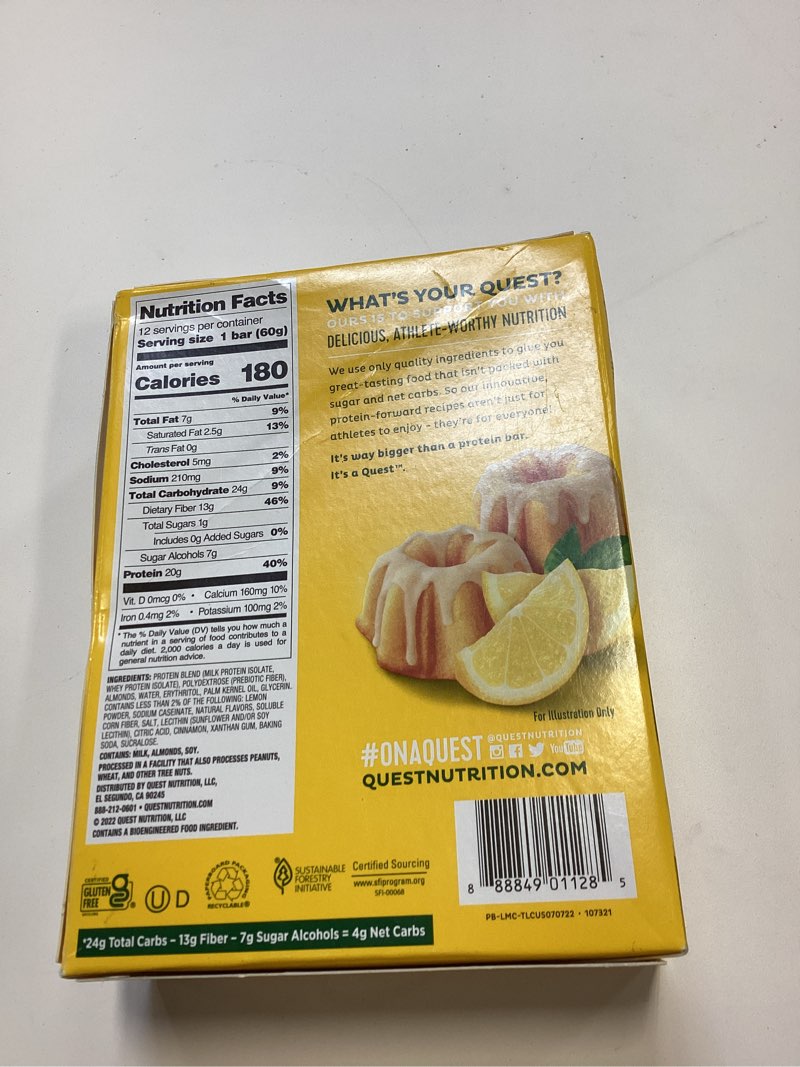 Nutrition Facts
12 servings per container
Serving size 1 bar (60g)
Amount per serving
Calories 180
% Daily Value*
Total Fat 7g 9%
Saturated Fat 2.5g 13%
Trans Fat 0g
Cholesterol 5mg 2%
Sodium 210mg 9%
Total Carbohydrate 24g 9%
Dietary Fiber 13g 46%
Total Sugars 1g
Includes 0g Added Sugars 0%
Sugar Alcohols 7g
Protein 20g 40%
Vit. D 0mcg 0% • Calcium 160mg 10%
Iron 0.4mg 2% • Potassium 100mg 2%
* The % Daily Value (DV) tells you how much a
nutrient in a serving of food contributes to a
daily diet. 2,000 calories a day is used for
general nutrition advice.
INGREDIENTS: PROTEIN BLEND (MILK PROTEIN ISOLATE,
WHEY PROTEIN ISOLATE), POLYDEXTROSE (PREBIOTIC FIBER),
ALMONDS, WATER, ERYTHRITOL, PALM KERNEL OIL, GLYCERIN.
CONTAINS LESS THAN 2% OF THE FOLLOWING: LEMON
POWDER, SODIUM CASEINATE, NATURAL FLAVORS, SOLUBLE
CORN FIBER, SALT, LECITHIN (SUNFLOWER AND/OR SOY
LECITHIN), CITRIC ACID, CINNAMON, XANTHAN GUM, BAKING
SODA, SUCRALOSE.
CONTAINS: MILK, ALMONDS, SOY.
PROCESSED IN A FACILITY THAT ALSO PROCESSES PEANUTS,
WHEAT, AND OTHER TREE NUTS.
DISTRIBUTED BY QUEST NUTRITION, LLC,
EL SEGUNDO, CA 90245
888-212-0601 • QUESTNUTRITION.COM
© 2022 QUEST NUTRITION, LLC
CONTAINS A BIOENGINEERED FOOD INGREDIENT.
WHAT'S YOUR QUEST?
OURS IS TO SUPPORT YOU WITH
DELICIOUS, ATHLETE-WORTHY NUTRITION
We use only quality ingredients to give you
great-tasting food that isn't packed with
sugar and net carbs. So our innovative,
protein-forward recipes aren't just for
athletes to enjoy - they're for everyone!
It's way bigger than a protein bar.
It's a Quest™.
For Illustration Only
#ONAQUEST @QUESTNUTRITION
YouTube
QUESTNUTRITION.COM
8 88849 01128 5
PB-LMC-TLCUS070722 • 107321
CERTIFIED
GLUTEN
FREE
U D
PAPERBOARD PACKAGING
RECYCLABLE
SUSTAINABLE
FORESTRY
INITIATIVE
Certified Sourcing
www.sfiprogram.org
SFI-00068
*24g Total Carbs – 13g Fiber – 7g Sugar Alcohols = 4g Net Carbs